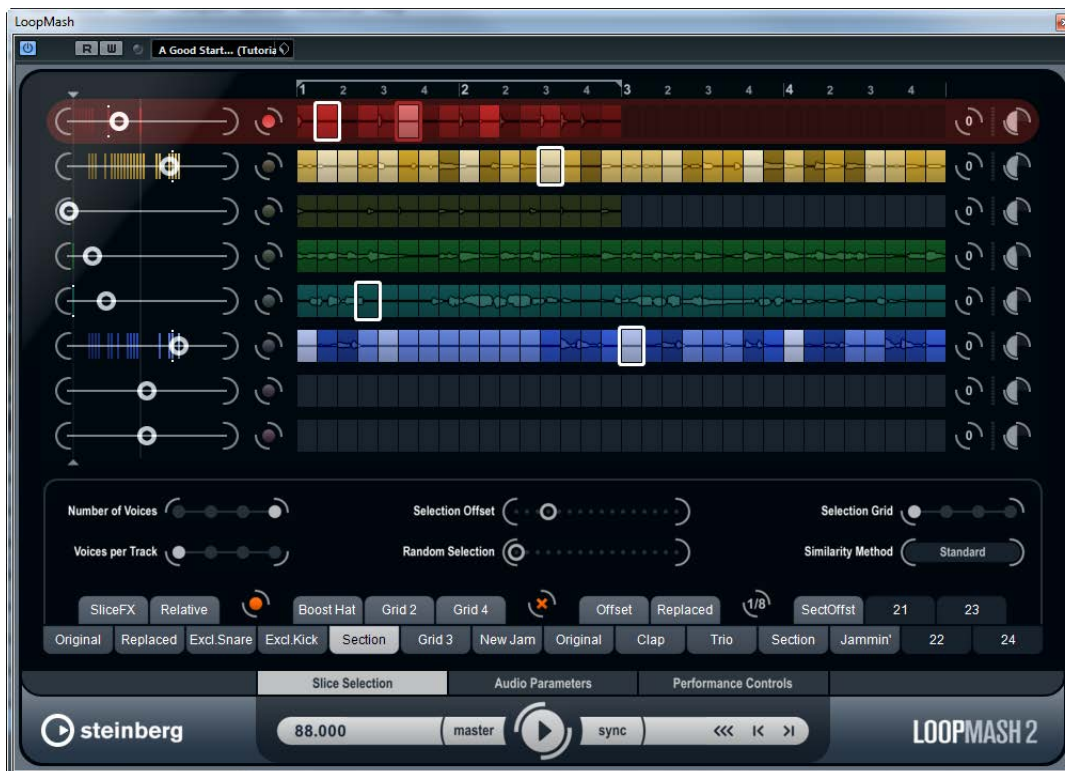 LoopMash
R W A Good Start... (Tutoria
1 2 3 4 2 2 3 4 3 2 3 4 4 2 3 4
0
0
0
0
0
0
0
0
Number of Voices Selection Offset Selection Grid
Voices per Track Random Selection Similarity Method Standard
SliceFX Relative Boost Hat Grid 2 Grid 4 Offset Replaced 1/8 SectOffst 21 23
Original Replaced Excl.Snare Excl.Kick Section Grid 3 New Jam Original Clap Trio Section Jammin' 22 24
Slice Selection Audio Parameters Performance Controls
steinberg 88.000 master sync LOOPMASH 2